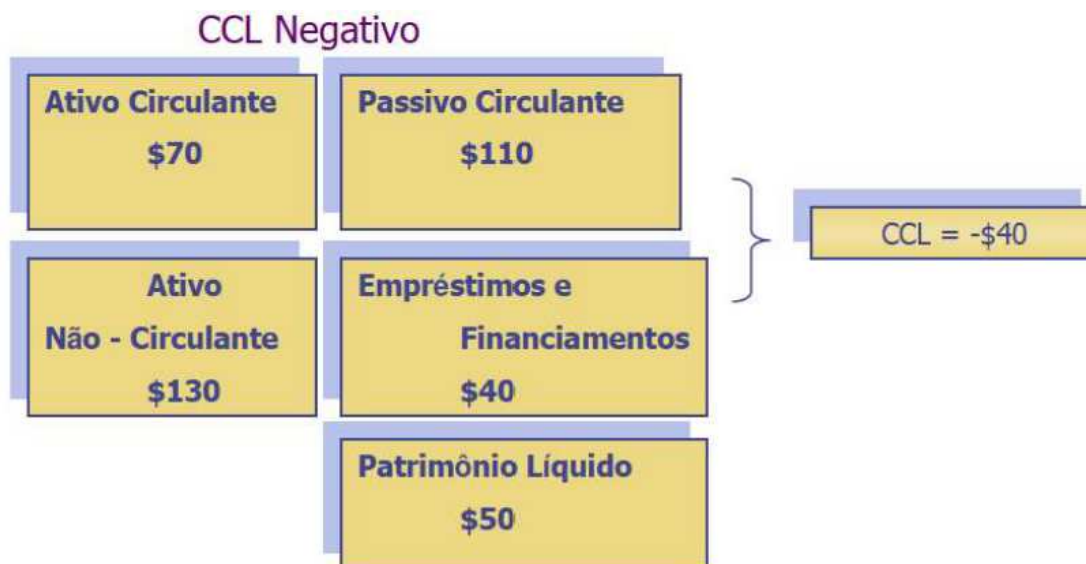 CCL Negativo
Ativo Circulante
$70
Passivo Circulante
$110
CCL = -$40
Ativo
Não - Circulante
$130
Empréstimos e
Financiamentos
$40
Patrimônio Líquido
$50